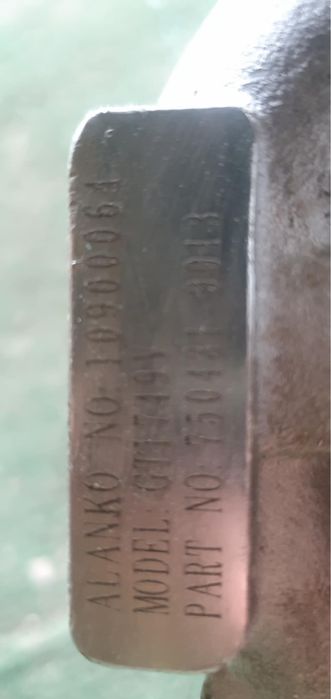 ALANKO NO: 10900064
MODEL: GT1749V
PART NO: 750431-0013